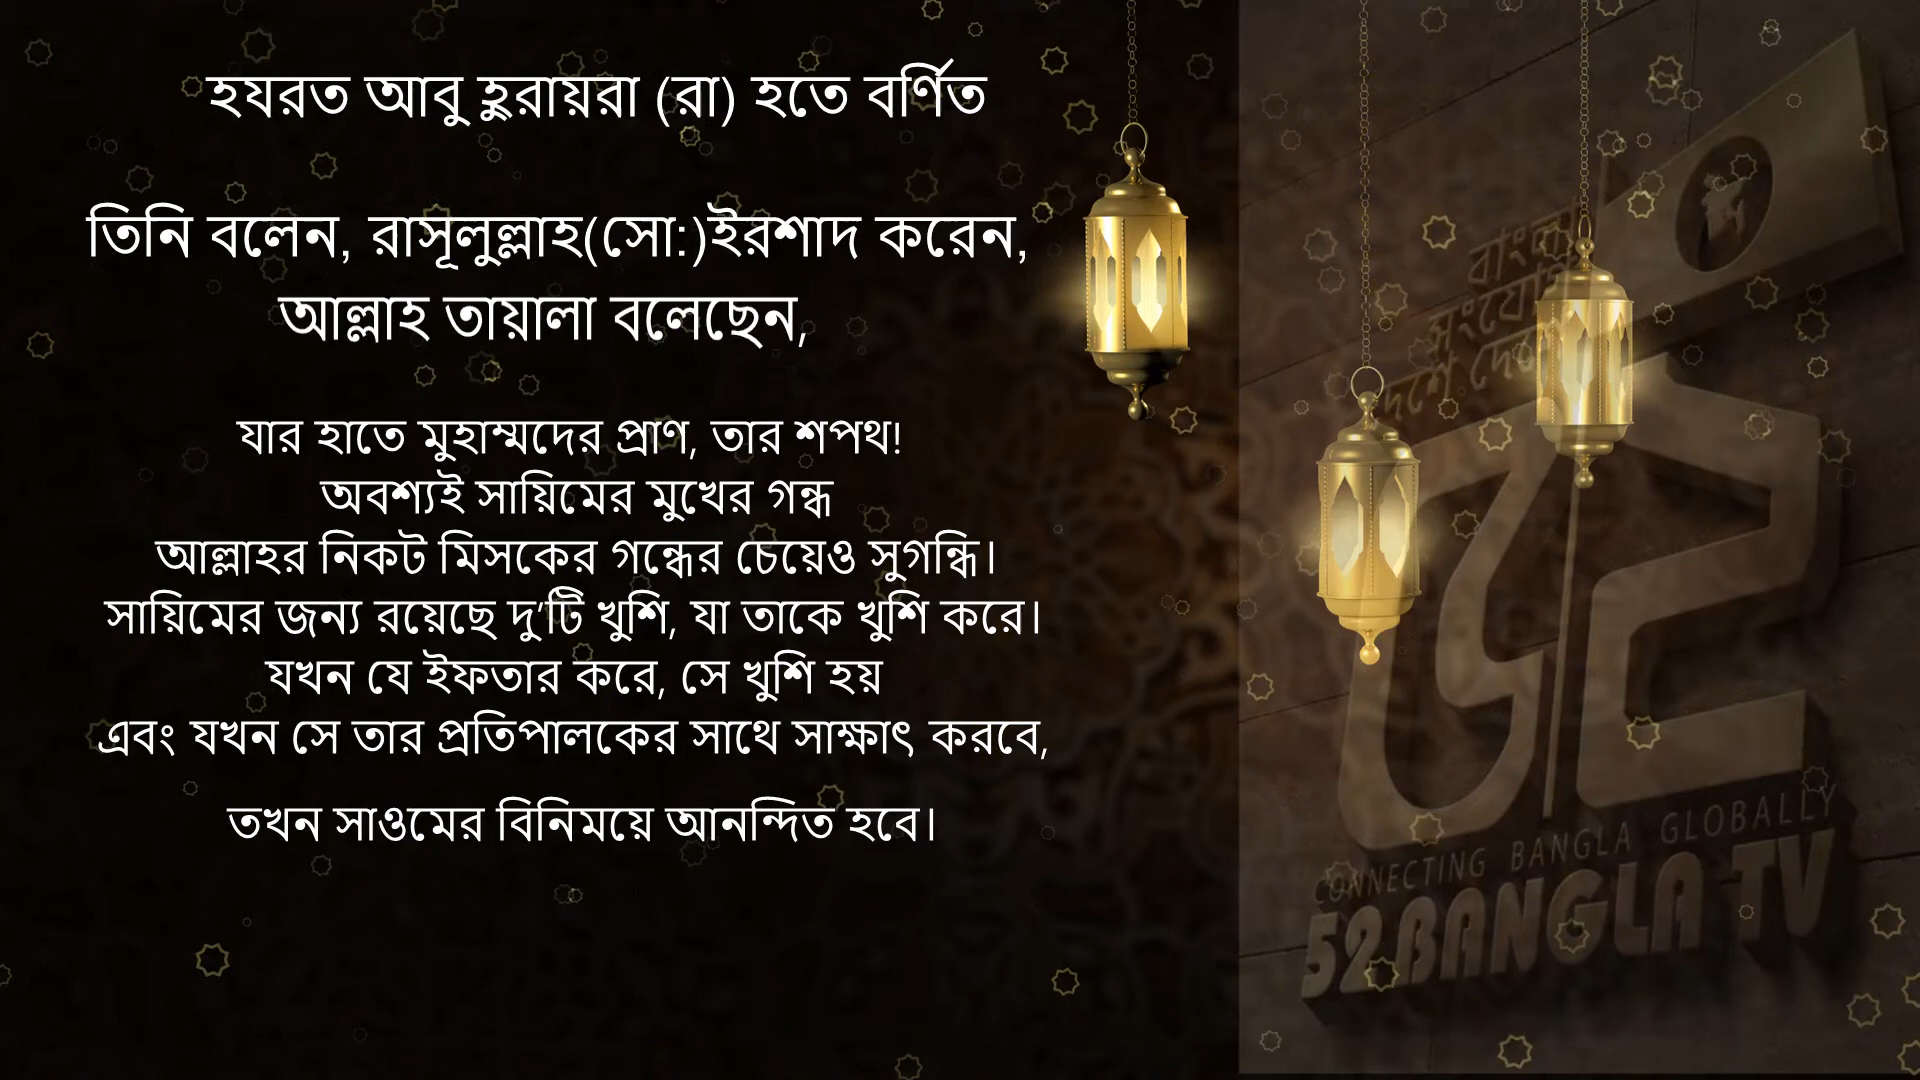 হযরত আবু হুরায়রা (রা) হতে বর্ণিত
তিনি বলেন, রাসূলুল্লাহ(সো:)ইরশাদ করেন,
আল্লাহ তায়ালা বলেছেন,
যার হাতে মুহাম্মদের প্রাণ, তার শপথ!
অবশ্যই সায়িমের মুখের গন্ধ
আল্লাহর নিকট মিসকের গন্ধের চেয়েও সুগন্ধি।
সায়িমের জন্য রয়েছে দু’টি খুশি, যা তাকে খুশি করে।
যখন যে ইফতার করে, সে খুশি হয়
এবং যখন সে তার প্রতিপালকের সাথে সাক্ষাৎ করবে,
তখন সাওমের বিনিময়ে আনন্দিত হবে।
৫২
CONNECTING BANGLA GLOBALLY
52BANGLA TV